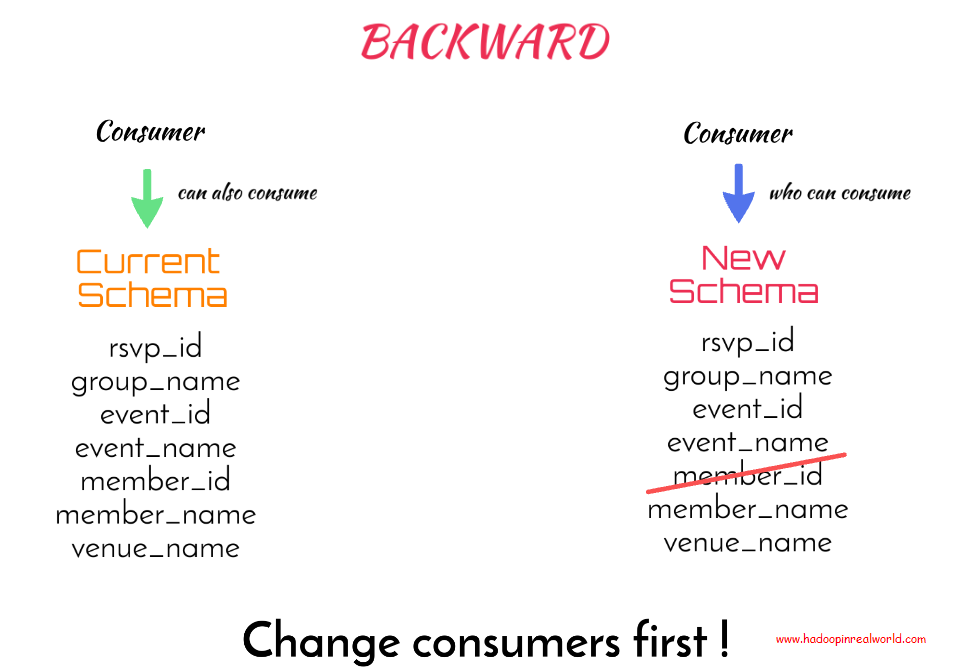 BACKWARD
Consumer
can also consume
Current
Schema
rsvp_id
group_name
event_id
event_name
member_id
member_name
venue_name
Consumer
who can consume
New
Schema
rsvp_id
group_name
event_id
event_name
member_id
member_name
venue_name
Change consumers first !
www.hadoopinrealworld.com